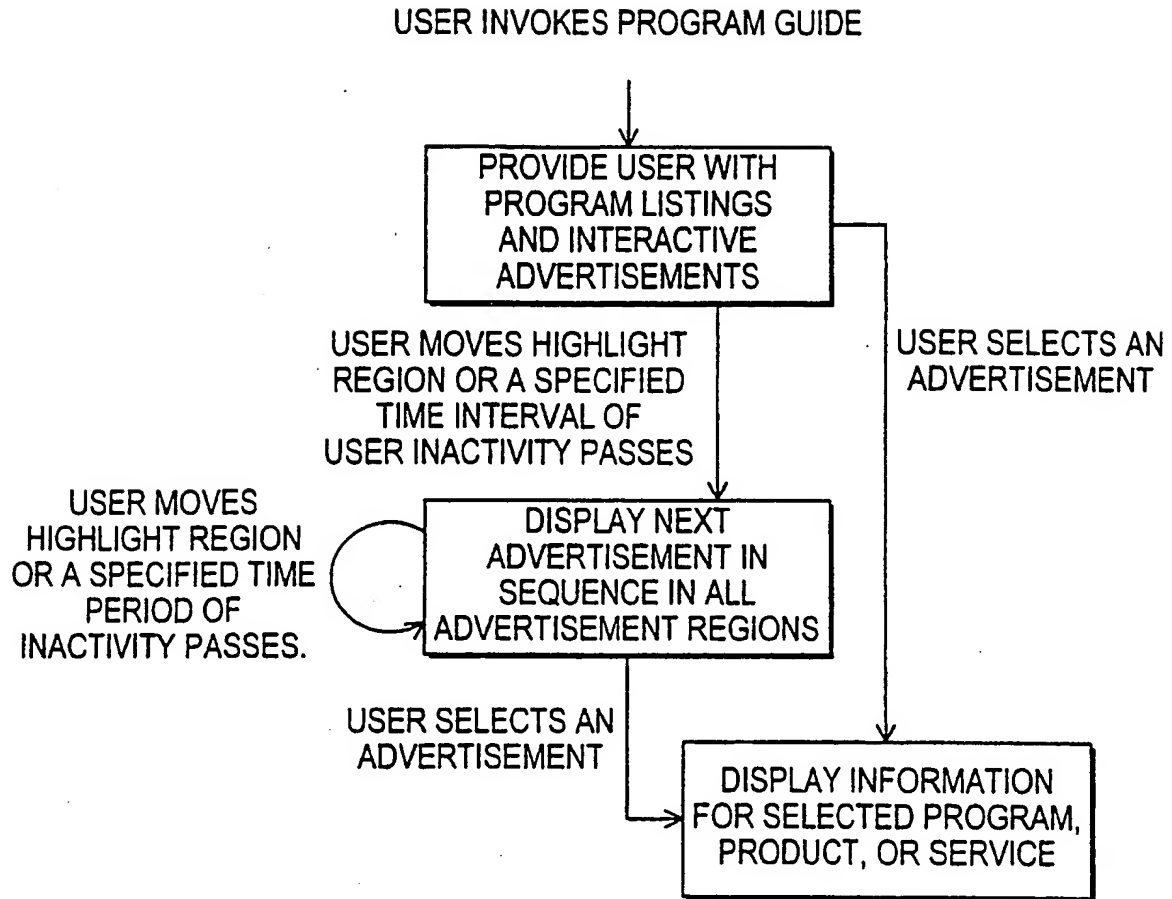 USER INVOKES PROGRAM GUIDE
PROVIDE USER WITH
PROGRAM LISTINGS
AND INTERACTIVE
ADVERTISEMENTS
USER MOVES HIGHLIGHT
REGION OR A SPECIFIED
TIME INTERVAL OF
USER INACTIVITY PASSES
USER SELECTS AN
ADVERTISEMENT
USER MOVES
HIGHLIGHT REGION
OR A SPECIFIED TIME
PERIOD OF
INACTIVITY PASSES.
DISPLAY NEXT
ADVERTISEMENT IN
SEQUENCE IN ALL
ADVERTISEMENT REGIONS
USER SELECTS AN
ADVERTISEMENT
DISPLAY INFORMATION
FOR SELECTED PROGRAM,
PRODUCT, OR SERVICE